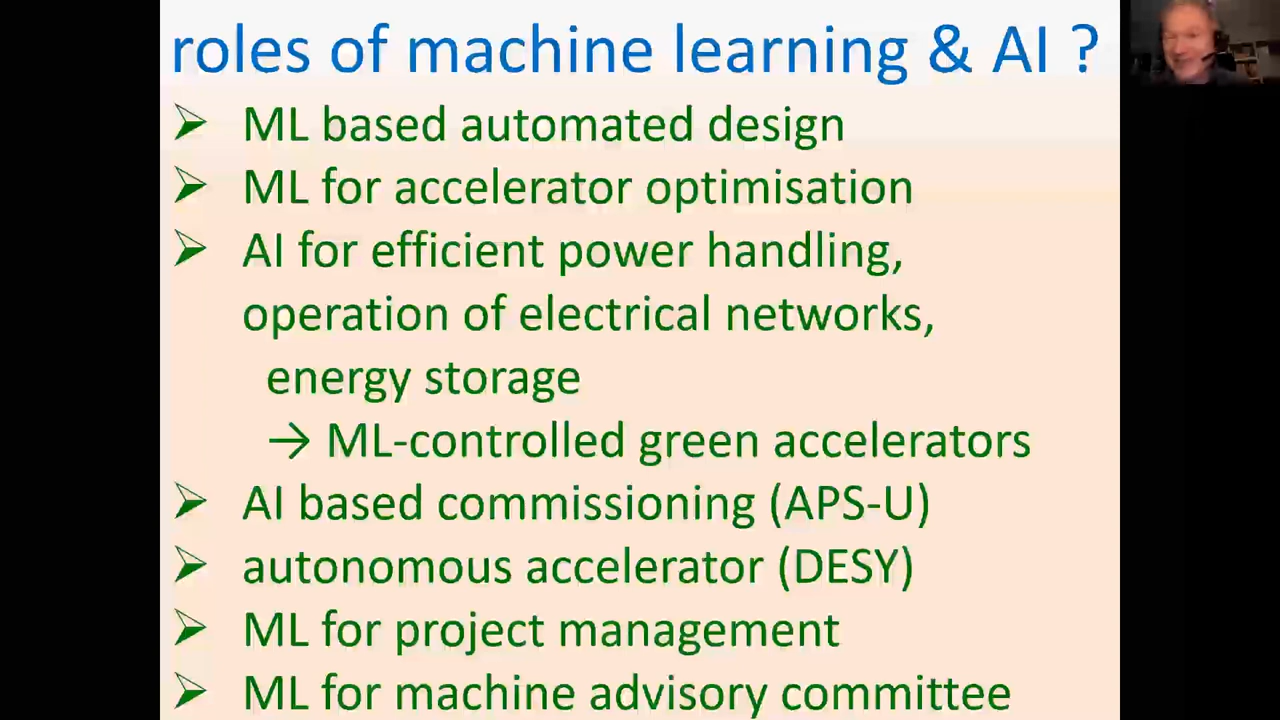 roles of machine learning & AI ?
➢ ML based automated design
➢ ML for accelerator optimisation
➢ AI for efficient power handling,
operation of electrical networks,
energy storage
→ ML-controlled green accelerators
➢ AI based commissioning (APS-U)
➢ autonomous accelerator (DESY)
➢ ML for project management
➢ ML for machine advisory committee